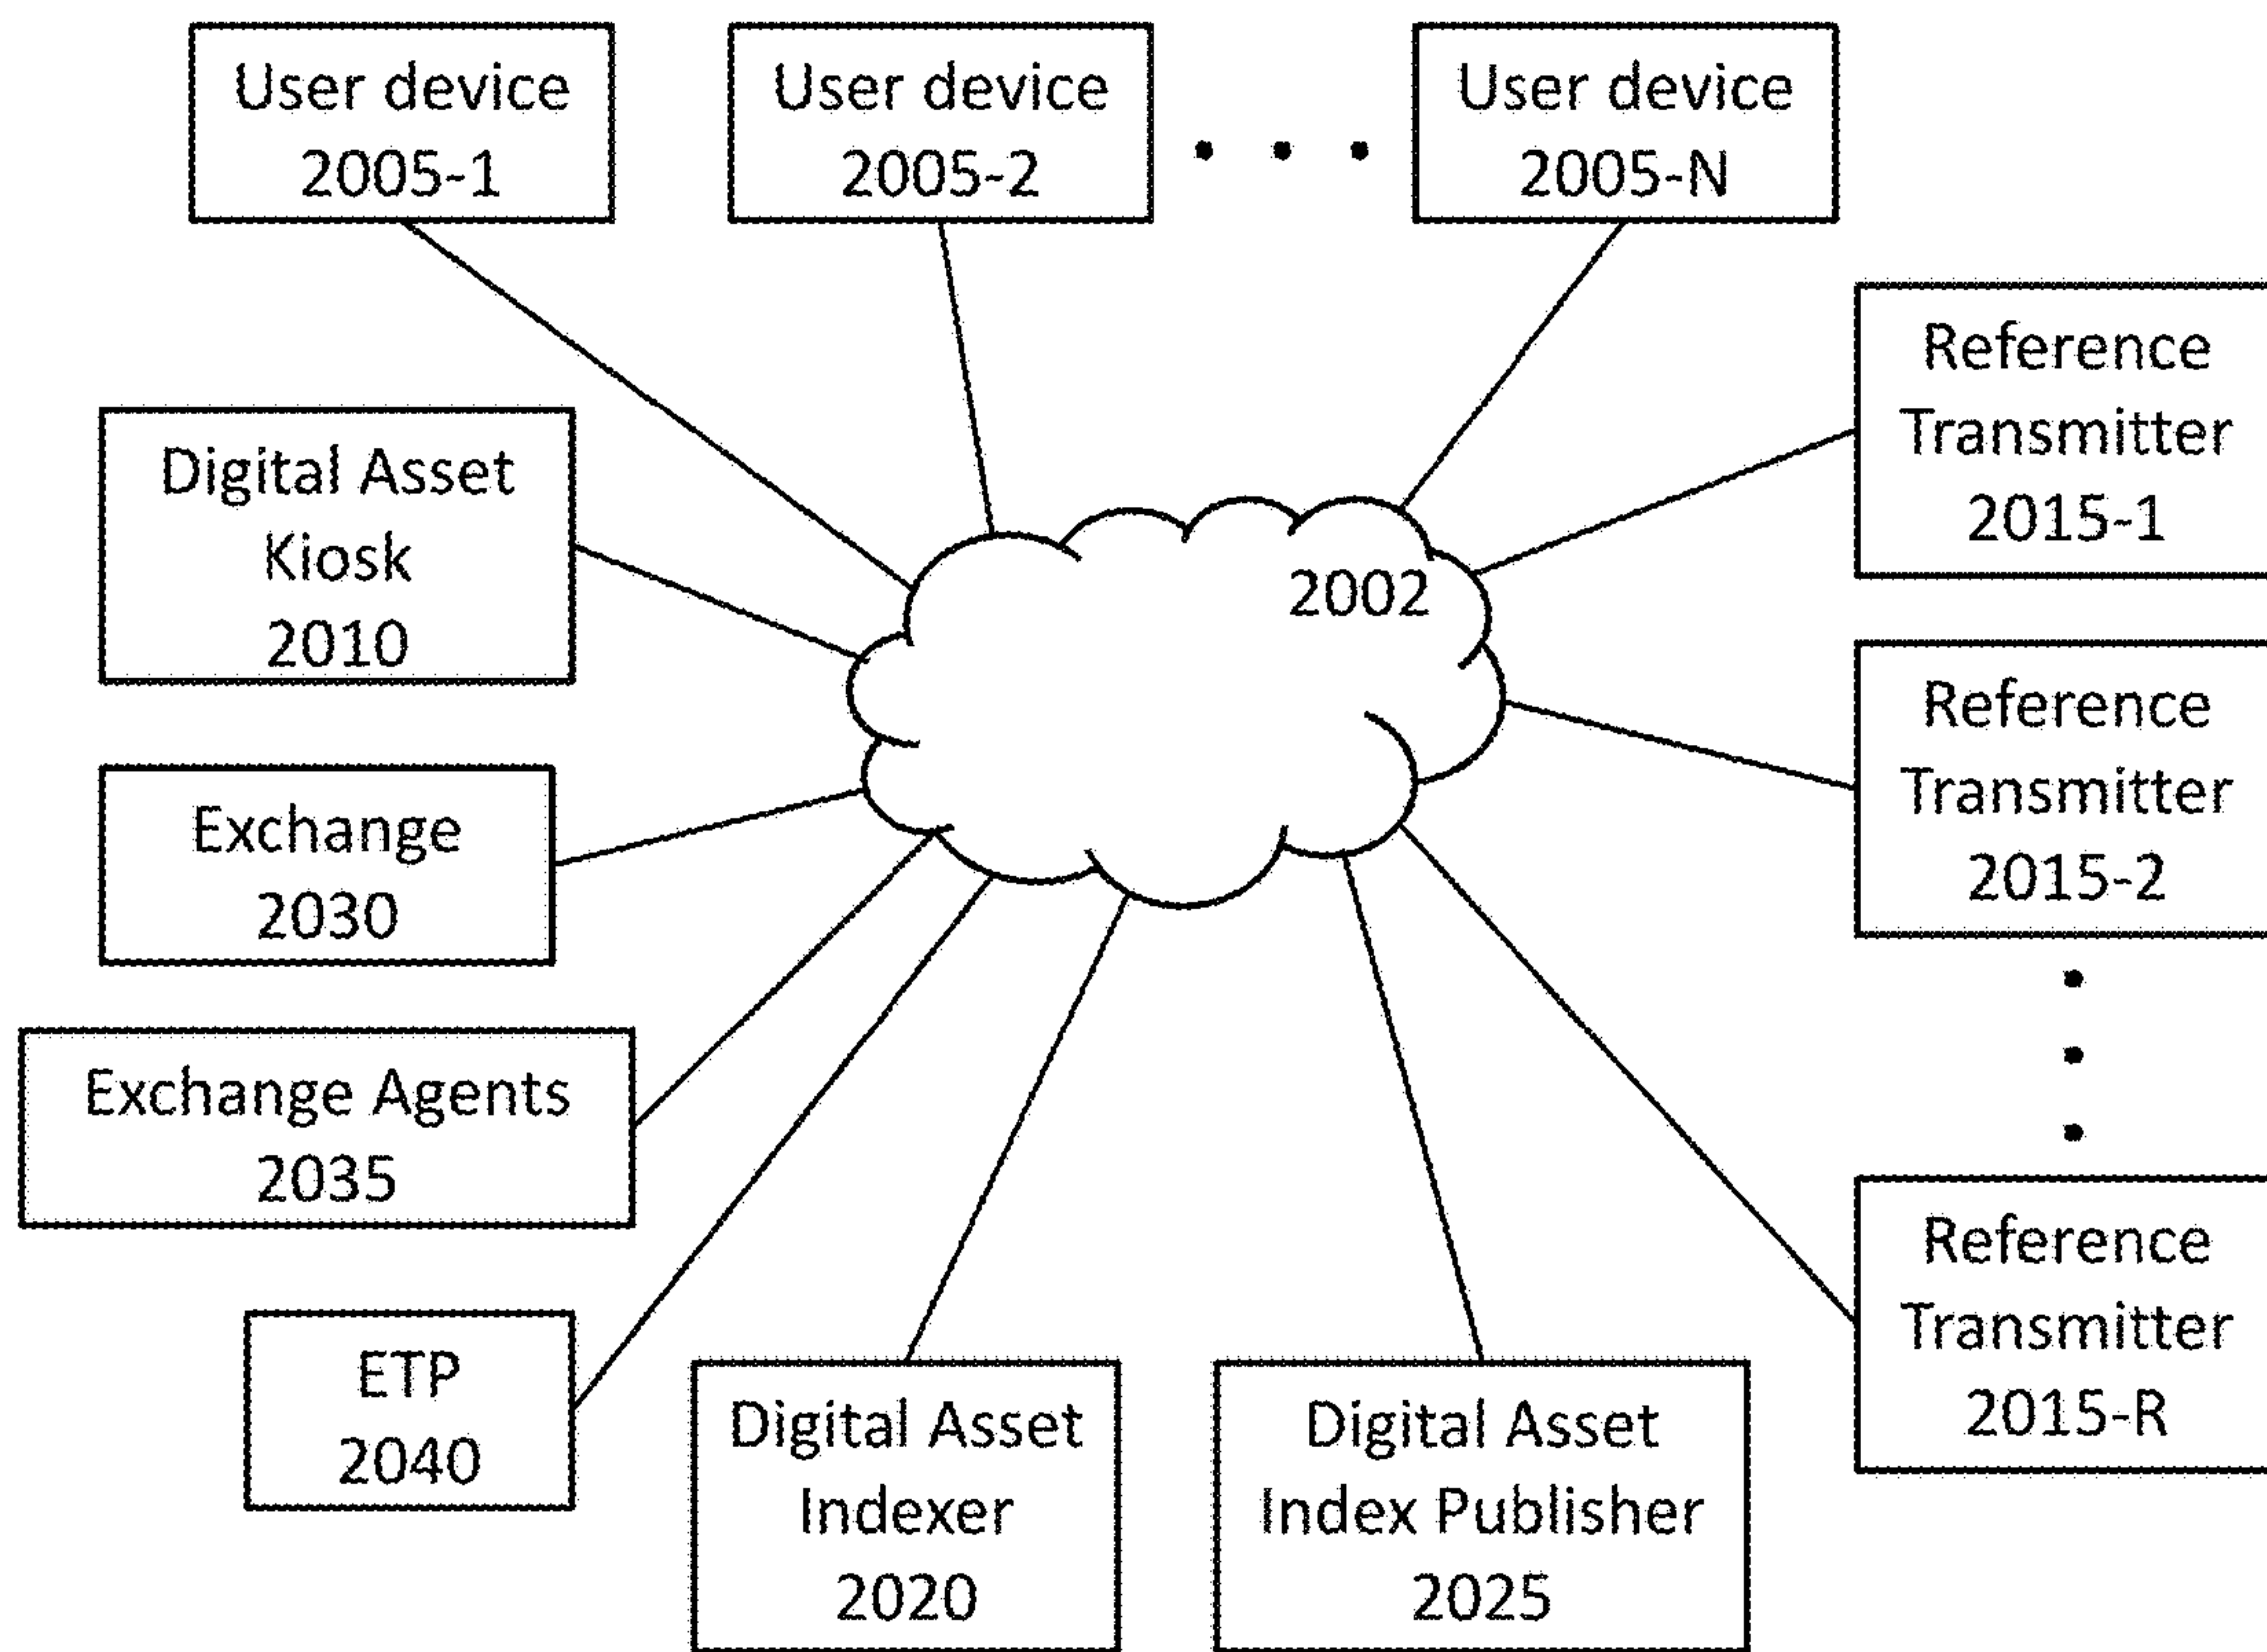 User device
2005-1
User device
2005-2
User device
2005-N
Reference
Transmitter
2015-1
Digital Asset
Kiosk
2010
2002
Reference
Transmitter
2015-2
Exchange
2030
Exchange Agents
2035
Reference
Transmitter
2015-R
ETP
2040
Digital Asset
Indexer
2020
Digital Asset
Index Publisher
2025